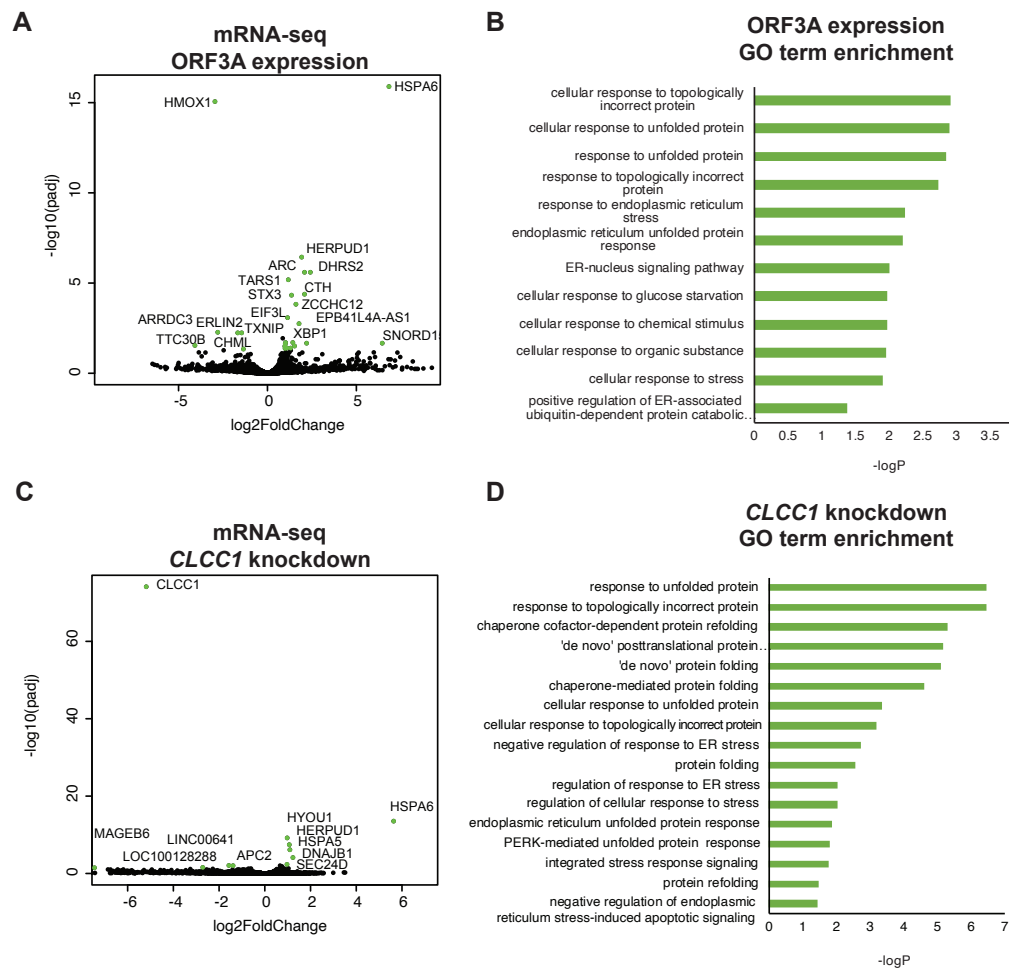 A
mRNA-seq
ORF3A expression
-log10(padj)
15
10
5
0
HSPA6
HMOX1
HERPUD1
ARC
DHRS2
TARS1
CTH
STX3
ZCCHC12
EIF3L
EPB41L4A-AS1
ARRDC3
ERLIN2
TXNIP
XBP1
SNORD15
TTC30B
CHML
-5
0
5
log2FoldChange
B
ORF3A expression
GO term enrichment
cellular response to topologically
incorrect protein
cellular response to unfolded protein
response to unfolded protein
response to topologically incorrect
protein
response to endoplasmic reticulum
stress
endoplasmic reticulum unfolded protein
response
ER-nucleus signaling pathway
cellular response to glucose starvation
cellular response to chemical stimulus
cellular response to organic substance
cellular response to stress
positive regulation of ER-associated
ubiquitin-dependent protein catabolic...
0 0.5 1 1.5 2 2.5 3 3.5
-logP
C
mRNA-seq
CLCC1 knockdown
-log10(padj)
60
40
20
0
CLCC1
HSPA6
HYOU1
HERPUD1
HSPA5
DNAJB1
SEC24D
MAGEB6
LINC00641
LOC100128288
APC2
-6 -4 -2 0 2 4 6
log2FoldChange
D
CLCC1 knockdown
GO term enrichment
response to unfolded protein
response to topologically incorrect protein
chaperone cofactor-dependent protein refolding
'de novo' posttranslational protein...
'de novo' protein folding
chaperone-mediated protein folding
cellular response to unfolded protein
cellular response to topologically incorrect protein
negative regulation of response to ER stress
protein folding
regulation of response to ER stress
regulation of cellular response to stress
endoplasmic reticulum unfolded protein response
PERK-mediated unfolded protein response
integrated stress response signaling
protein refolding
negative regulation of endoplasmic
reticulum stress-induced apoptotic signaling
0 1 2 3 4 5 6 7
-logP